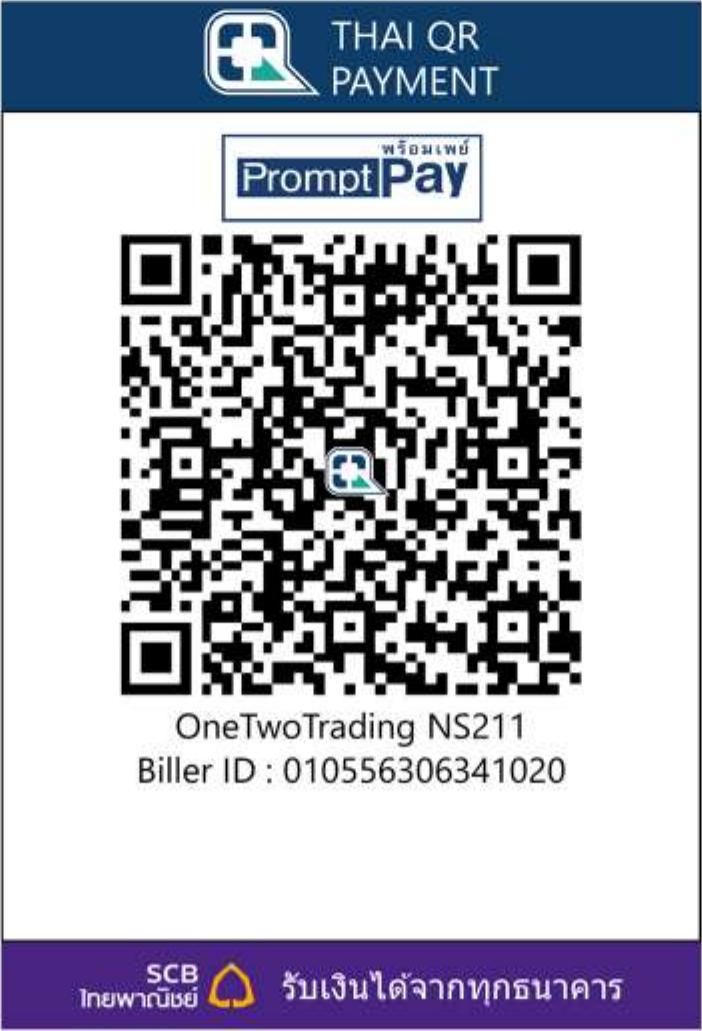 THAI QR
PAYMENT
พร้อมเพย์
PromptPay
OneTwoTrading NS211
Biller ID : 010556306341020
SCB
ไทยพาณิชย์
รับเงินได้จากทุกธนาคาร